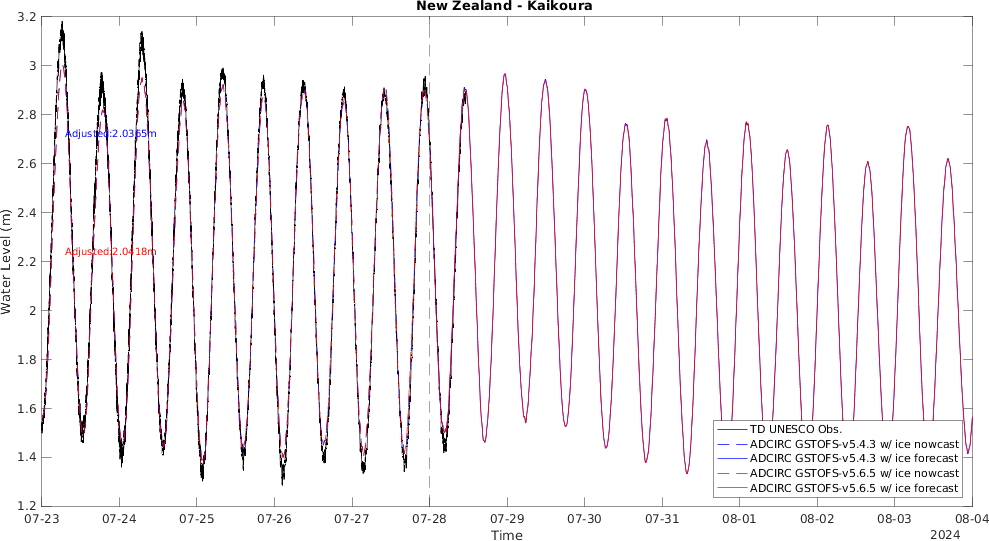 New Zealand - Kaikoura
3.2
3
2.8
2.6
2.4
2.2
2
1.8
1.6
1.4
1.2
Water Level (m)
Adjusted:2.0365m
Adjusted:2.0418m
TD UNESCO Obs.
ADCIRC GSTOFS-v5.4.3 w/ ice nowcast
ADCIRC GSTOFS-v5.4.3 w/ ice forecast
ADCIRC GSTOFS-v5.6.5 w/ ice nowcast
ADCIRC GSTOFS-v5.6.5 w/ ice forecast
07-23 07-24 07-25 07-26 07-27 07-28 07-29 07-30 07-31 08-01 08-02 08-03 08-04
Time
2024